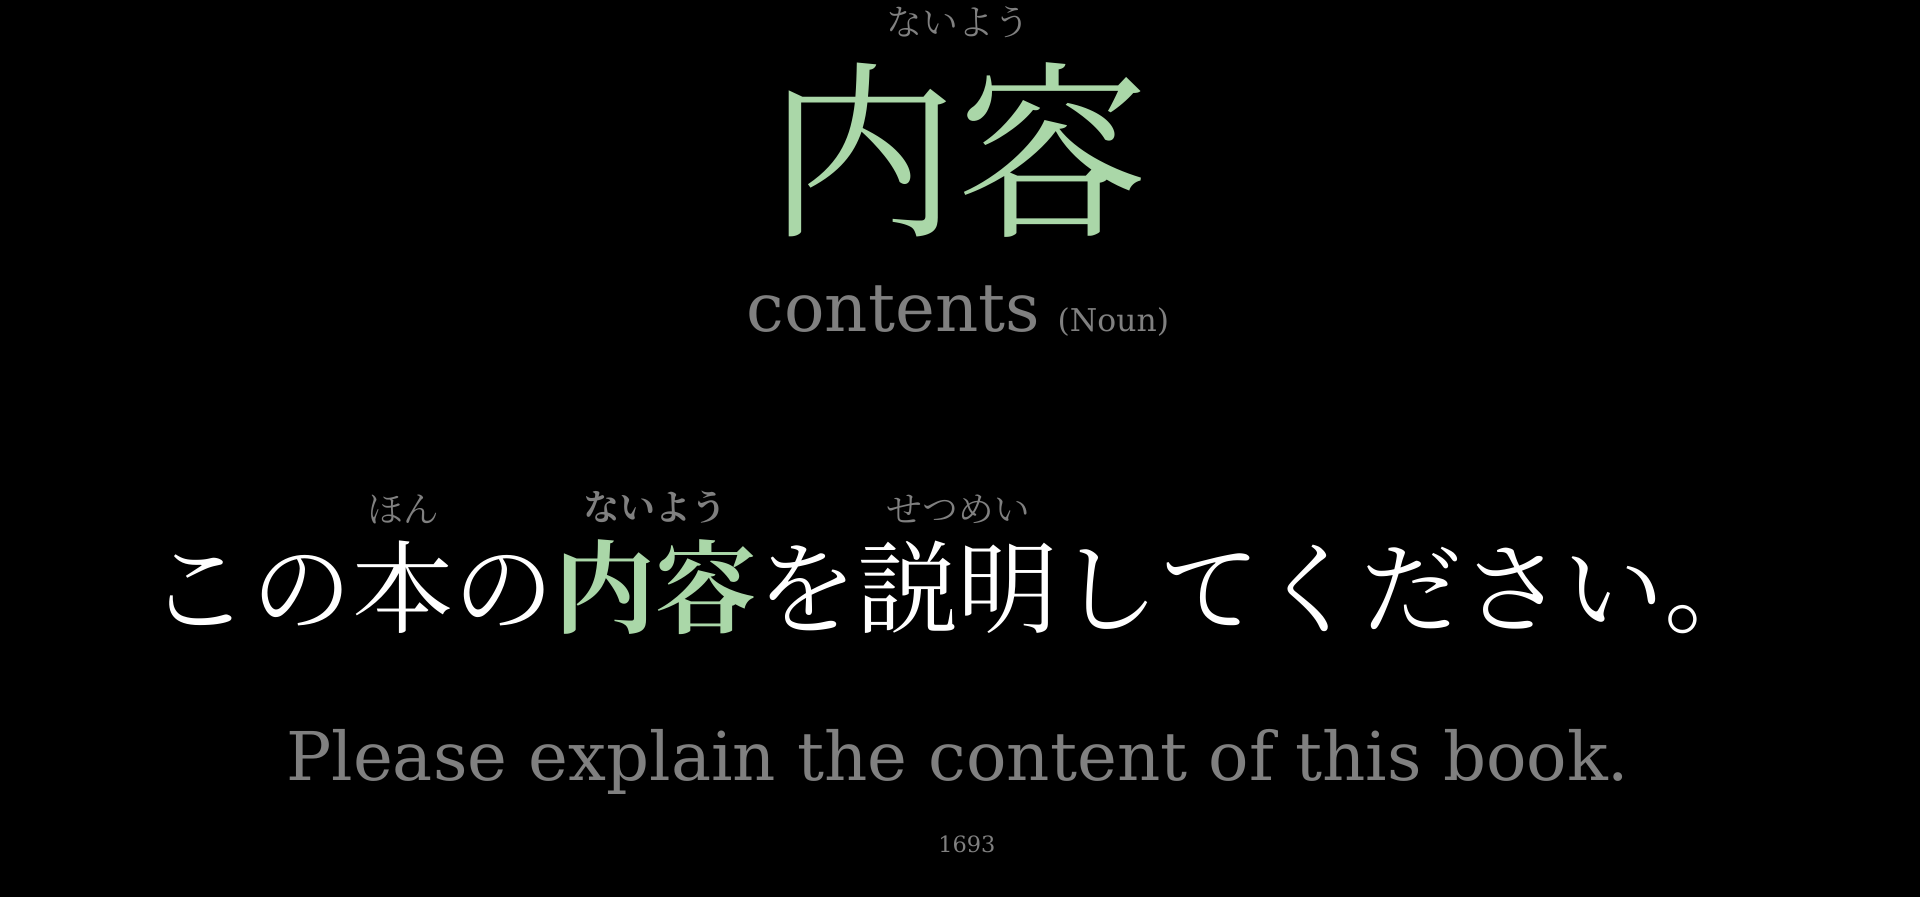 ないよう
内容
contents (Noun)
ほん ないよう せつめい
この本の内容を説明してください。
Please explain the content of this book.
1693